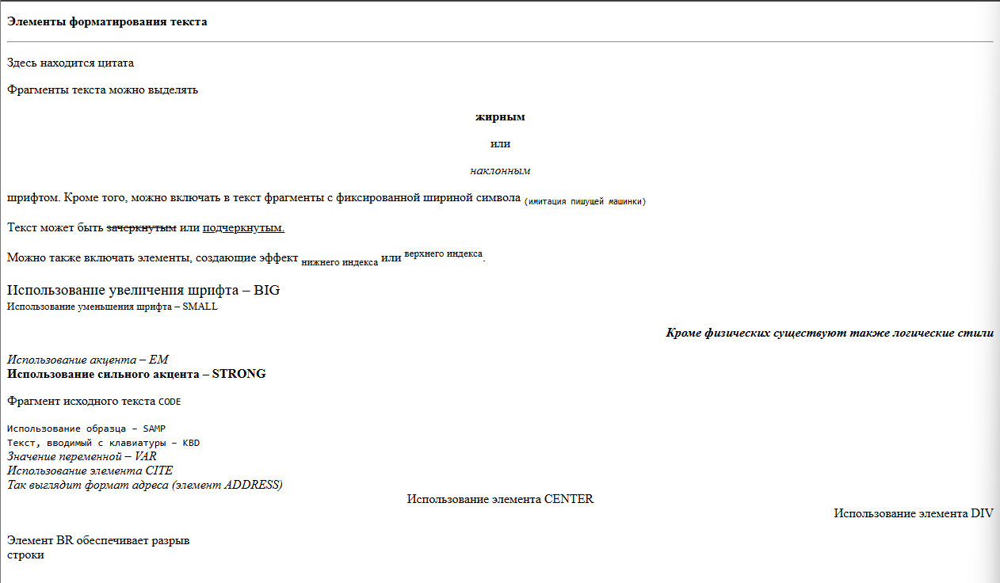 Элементы форматирования текста
Здесь находится цитата
Фрагменты текста можно выделять
жирным
или
наклонным
шрифтом. Кроме того, можно включать в текст фрагменты с фиксированной шириной символа (имитация пишущей машинки)
Текст может быть зачеркнутым или подчеркнутым.
Можно также включать элементы, создающие эффект нижнего индекса или верхнего индекса.
Использование увеличения шрифта – BIG
Использование уменьшения шрифта – SMALL
Кроме физических существуют также логические стили
Использование акцента – EM
Использование сильного акцента – STRONG
Фрагмент исходного текста CODE
Использование образца – SAMP
Текст, вводимый с клавиатуры – KBD
Значение переменной – VAR
Использование элемента CITE
Так выглядит формат адреса (элемент ADDRESS)
Использование элемента CENTER
Использование элемента DIV
Элемент BR обеспечивает разрыв
строки